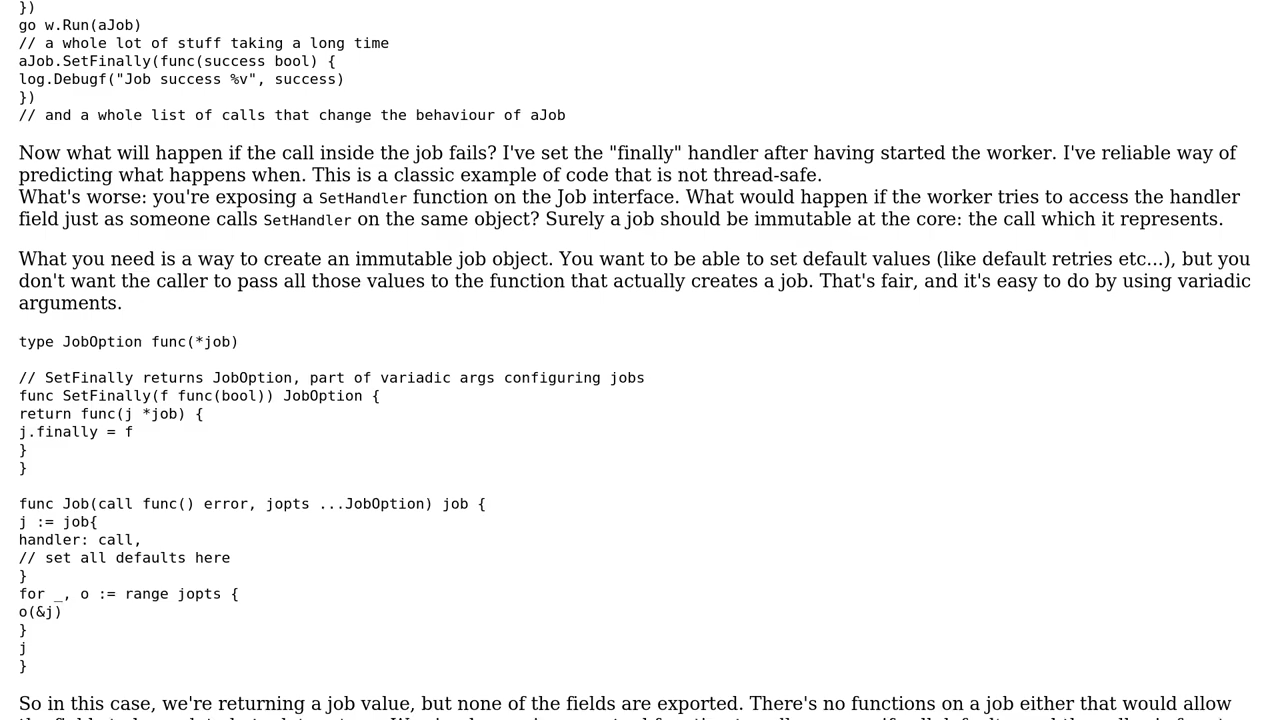 })
go w.Run(aJob)
// a whole lot of stuff taking a long time
aJob.SetFinally(func(success bool) {
log.Debugf("Job success %v", success)
})
// and a whole list of calls that change the behaviour of aJob
Now what will happen if the call inside the job fails? I've set the "finally" handler after having started the worker. I've reliable way of
predicting what happens when. This is a classic example of code that is not thread-safe.
What's worse: you're exposing a SetHandler function on the Job interface. What would happen if the worker tries to access the handler
field just as someone calls SetHandler on the same object? Surely a job should be immutable at the core: the call which it represents.
What you need is a way to create an immutable job object. You want to be able to set default values (like default retries etc...), but you
don't want the caller to pass all those values to the function that actually creates a job. That's fair, and it's easy to do by using variadic
arguments.
type JobOption func(*job)
// SetFinally returns JobOption, part of variadic args configuring jobs
func SetFinally(f func(bool)) JobOption {
return func(j *job) {
j.finally = f
}
}
func Job(call func() error, jopts ...JobOption) job {
j := job{
handler: call,
// set all defaults here
}
for _, o := range jopts {
o(&j)
}
j
}
So in this case, we're returning a job value, but none of the fields are exported. There's no functions on a job either that would allow